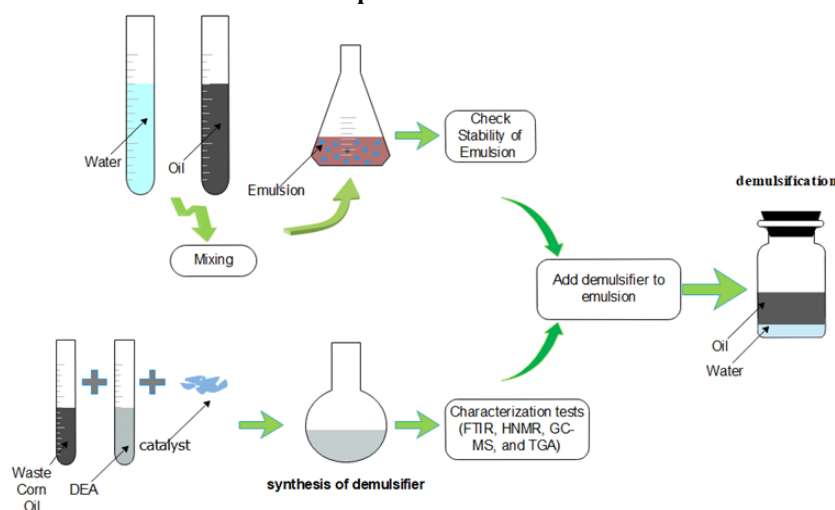 Water
Oil
Emulsion
Mixing
Check
Stability of
Emulsion
demulsification
Add demulsifier to
emulsion
Oil
Water
Waste
Corn
Oil
DEA
catalyst
synthesis of demulsifier
Characterization tests
(FTIR, HNMR, GC-
MS, and TGA)